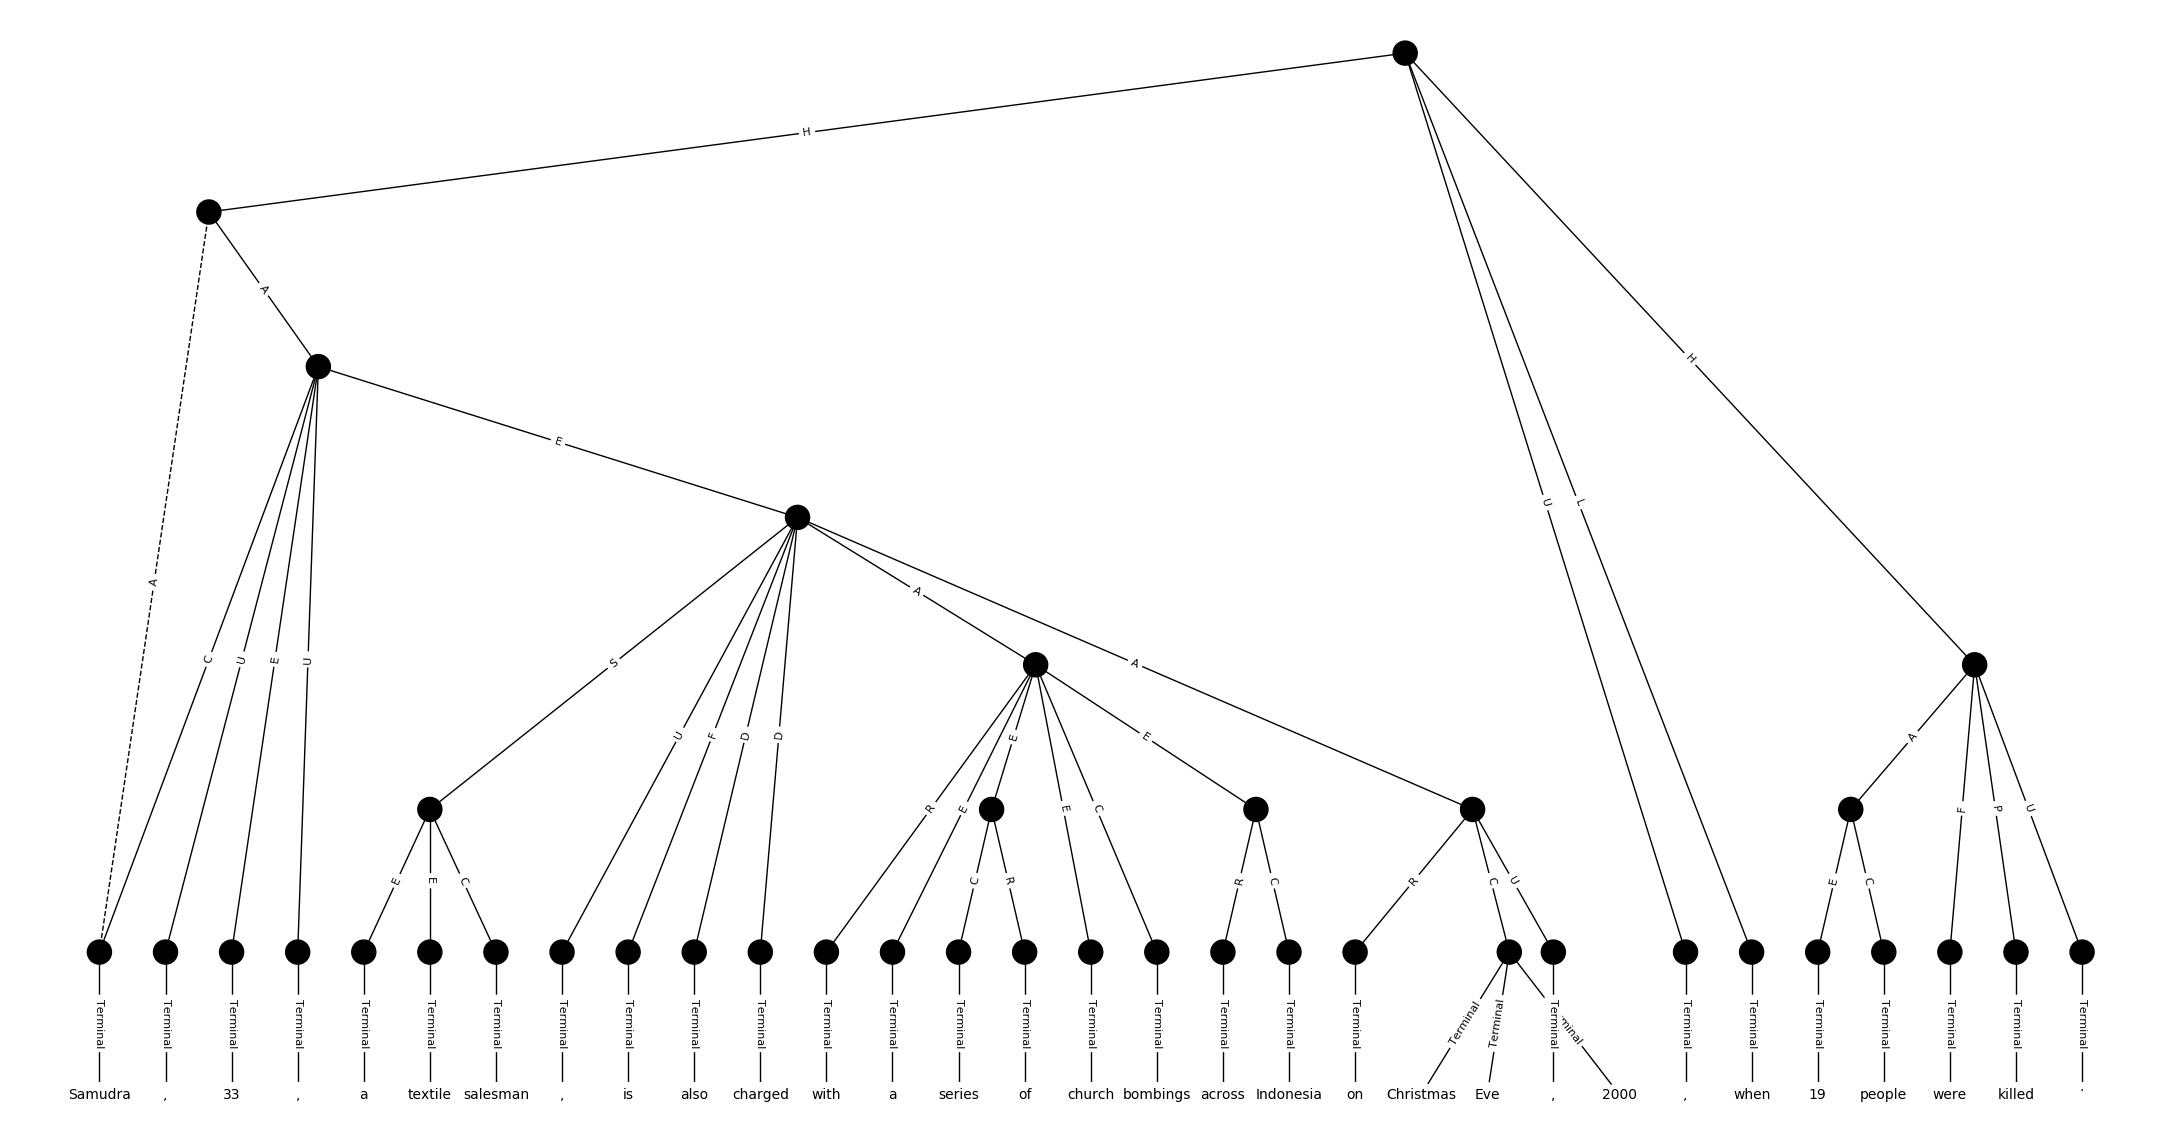 H
A
E
A
C
U
E
U
S
U
F
D
D
A
A
R
E
E
E
C
E
U
L
H
E
E
C
C
R
R
C
R
C
U
A
F
P
U
E
C
Terminal Terminal Terminal Terminal Terminal Terminal Terminal Terminal Terminal Terminal Terminal Terminal Terminal Terminal Terminal Terminal Terminal Terminal Terminal Terminal Terminal Terminal Terminal minal Terminal Terminal Terminal Terminal Terminal Terminal Terminal
Samudra , 33 , a textile salesman , is also charged with a series of church bombings across Indonesia on Christmas Eve , 2000 , when 19 people were killed .